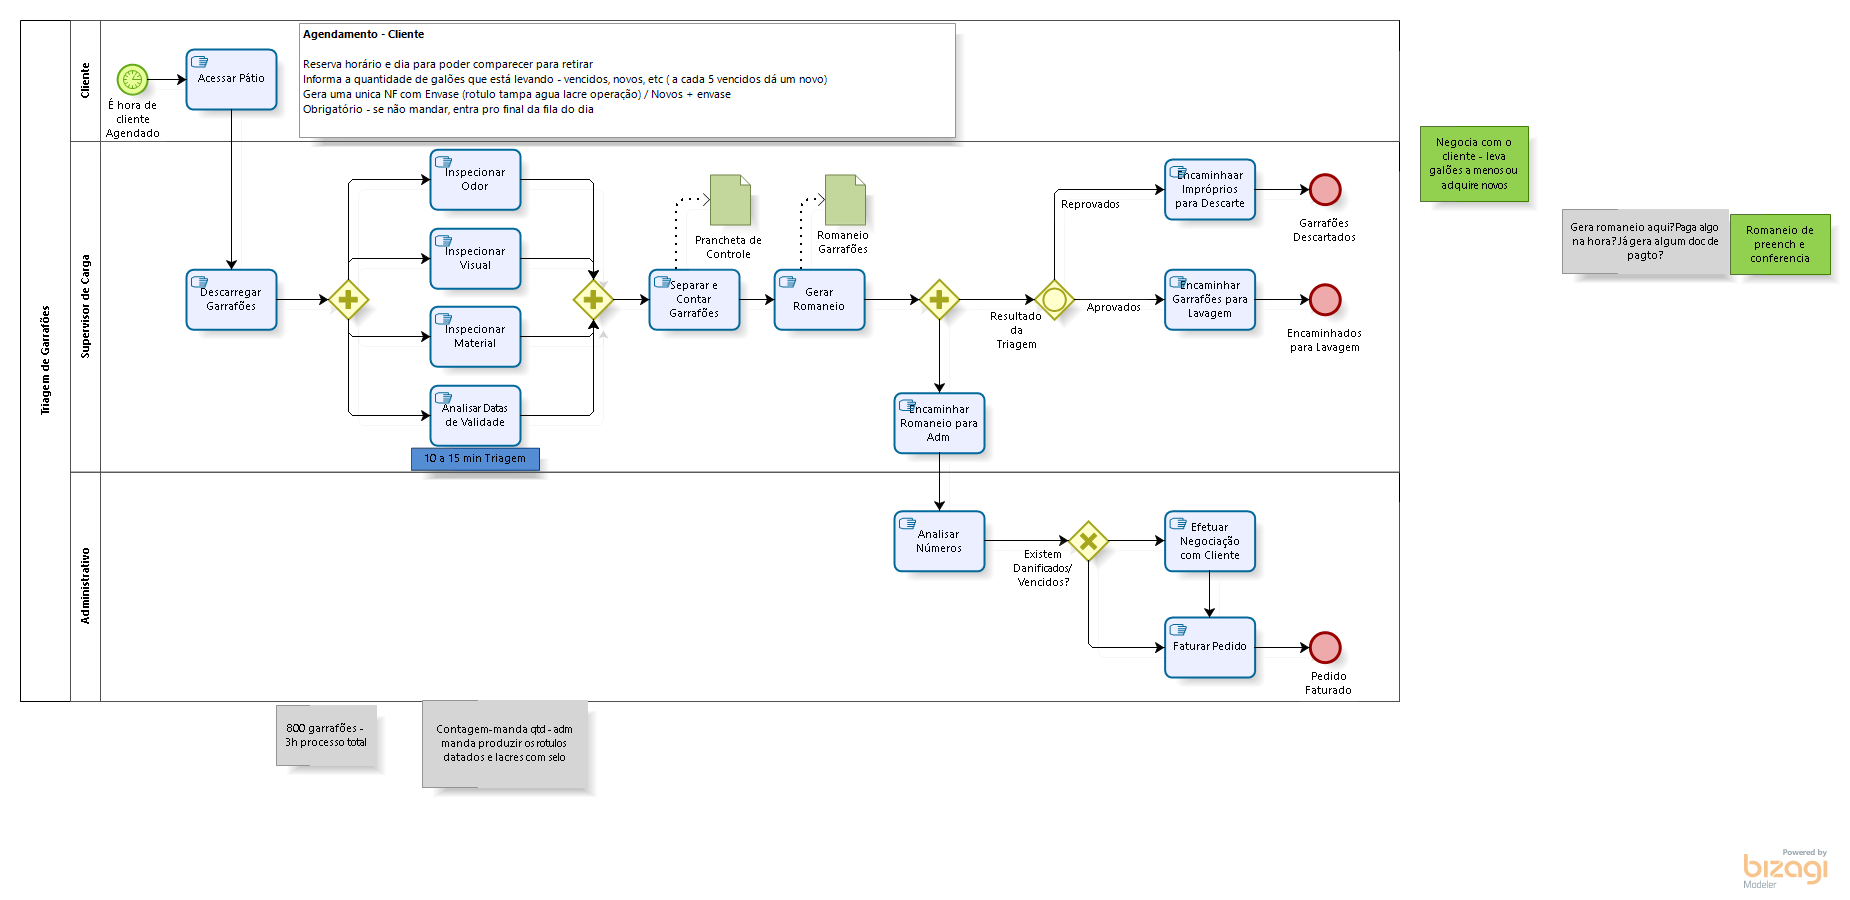 Triagem de Garrafões
Cliente
É hora de
cliente
Agendado
Acessar Pátio
Agendamento - Cliente
Reserva horário e dia para poder comparecer para retirar
Informa a quantidade de galões que está levando - vencidos, novos, etc ( a cada 5 vencidos dá um novo)
Gera uma unica NF com Envase (rotulo tampa agua lacre operação) / Novos + envase
Obrigatório - se não mandar, entra pro final da fila do dia
Supervisor de Carga
Descarregar
Garrafões
Inspecionar
Odor
Inspecionar
Visual
Inspecionar
Material
Analisar Datas
de Validade
10 a 15 min Triagem
Prancheta de
Controle
Separar e
Contar
Garrafões
Romaneio
Garrafões
Gerar
Romaneio
Resultado
da
Triagem
Reprovados
Aprovados
Encaminhaar
Impróprios
para Descarte
Garrafões
Descartados
Encaminhar
Garrafões para
Lavagem
Encaminhados
para Lavagem
Encaminhar
Romaneio para
Adm
Administrativo
Analisar
Números
Existem
Danificados/
Vencidos?
Efetuar
Negociação
com Cliente
Faturar Pedido
Pedido
Faturado
Negocia com o
cliente - leva
galões a menos ou
adquire novos
Gera romaneio aqui?Paga algo
na hora? Já gera algum doc de
pagto?
Romaneio de
preench e
conferencia
800 garrafões -
3h processo total
Contagem-manda qtd - adm
manda produzir os rotulos
datados e lacres com selo
Powered by
bizagi
Modeler